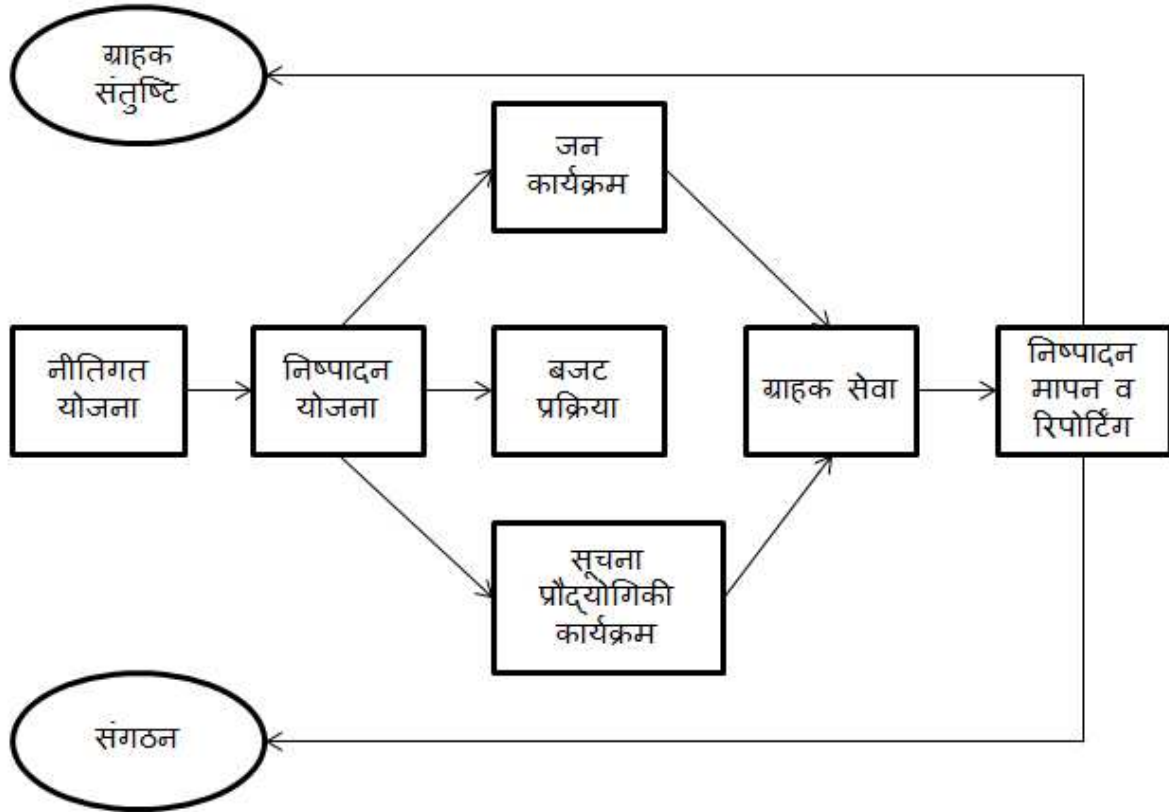 ग्राहक
संतुष्टि
जन
कार्यक्रम
नीतिगत
योजना
निष्पादन
योजना
बजट
प्रक्रिया
ग्राहक सेवा
निष्पादन
मापन व
रिपोर्टिंग
सूचना
प्रौद्योगिकी
कार्यक्रम
संगठन